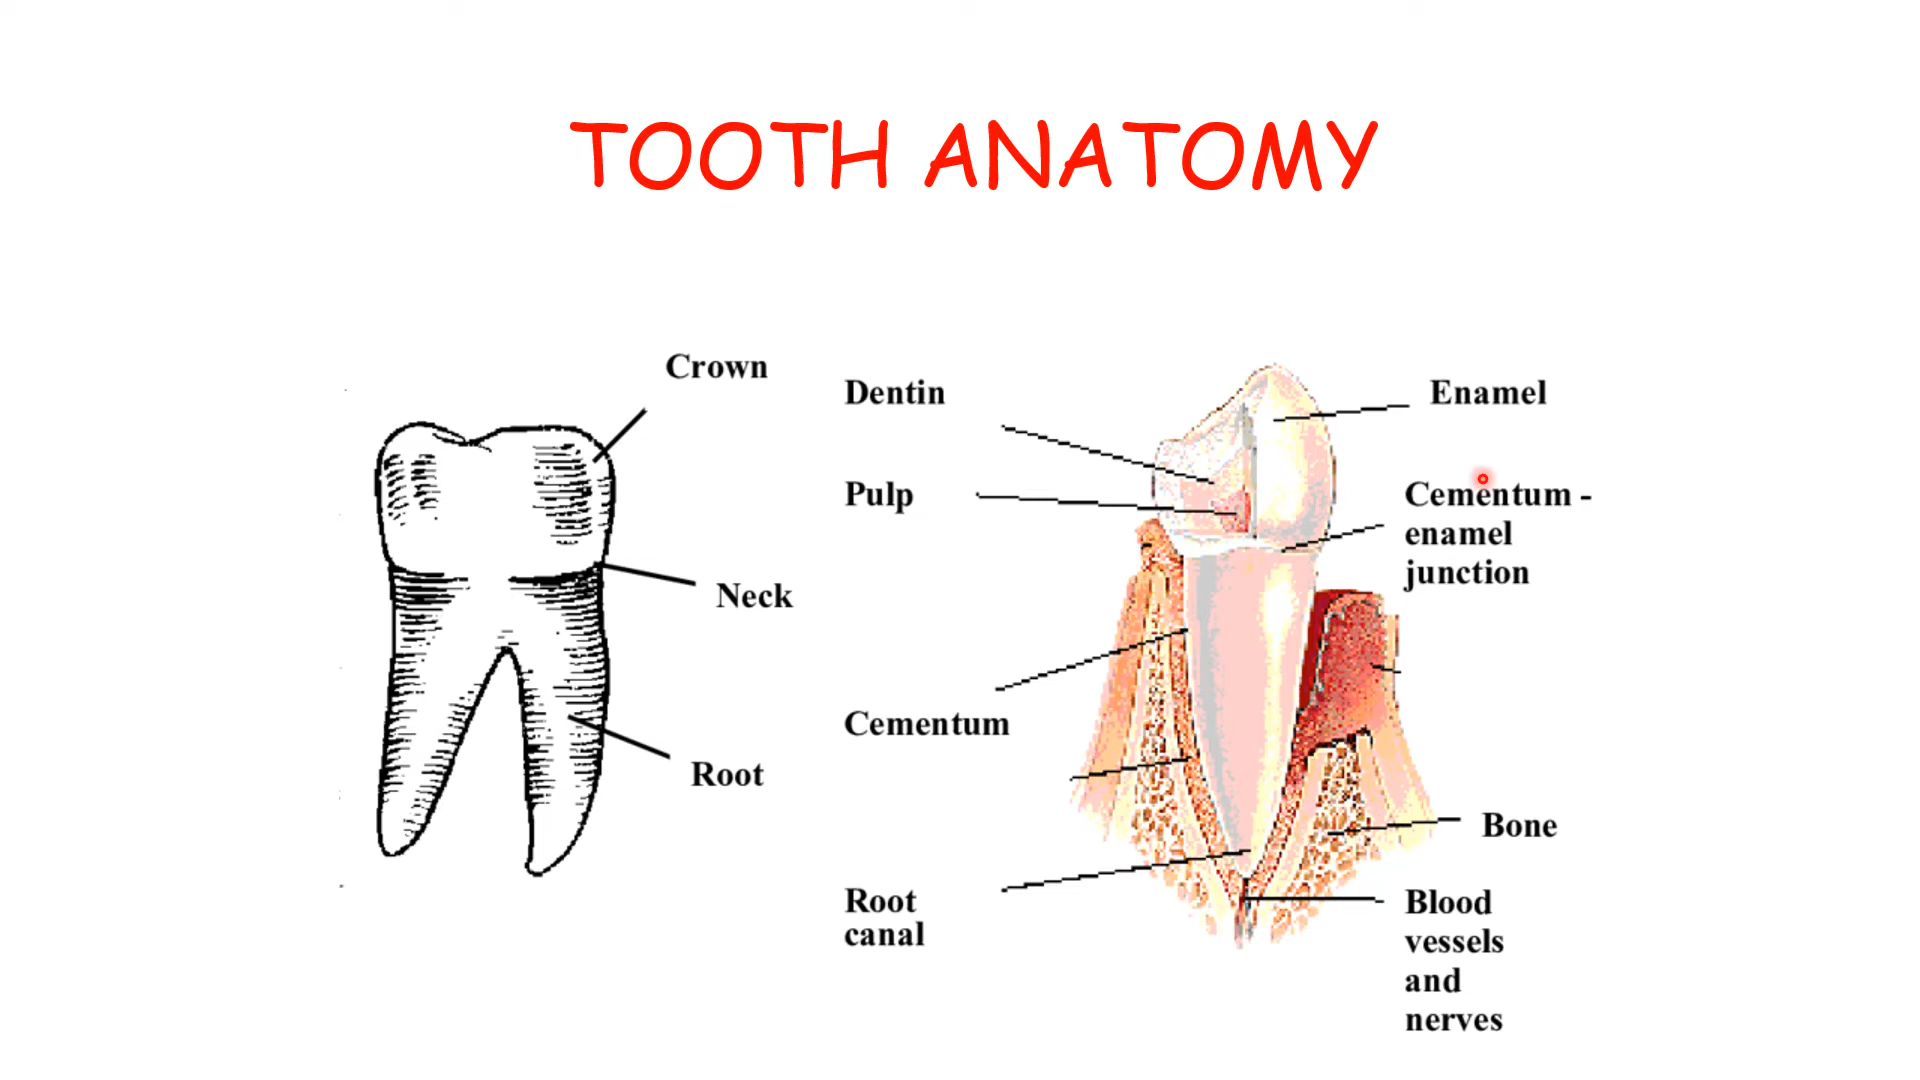 TOOTH ANATOMY
Crown
Neck
Root
Dentin
Pulp
Cementum
Root
canal
Enamel
Cementum -
enamel
junction
Bone
Blood
vessels
and
nerves